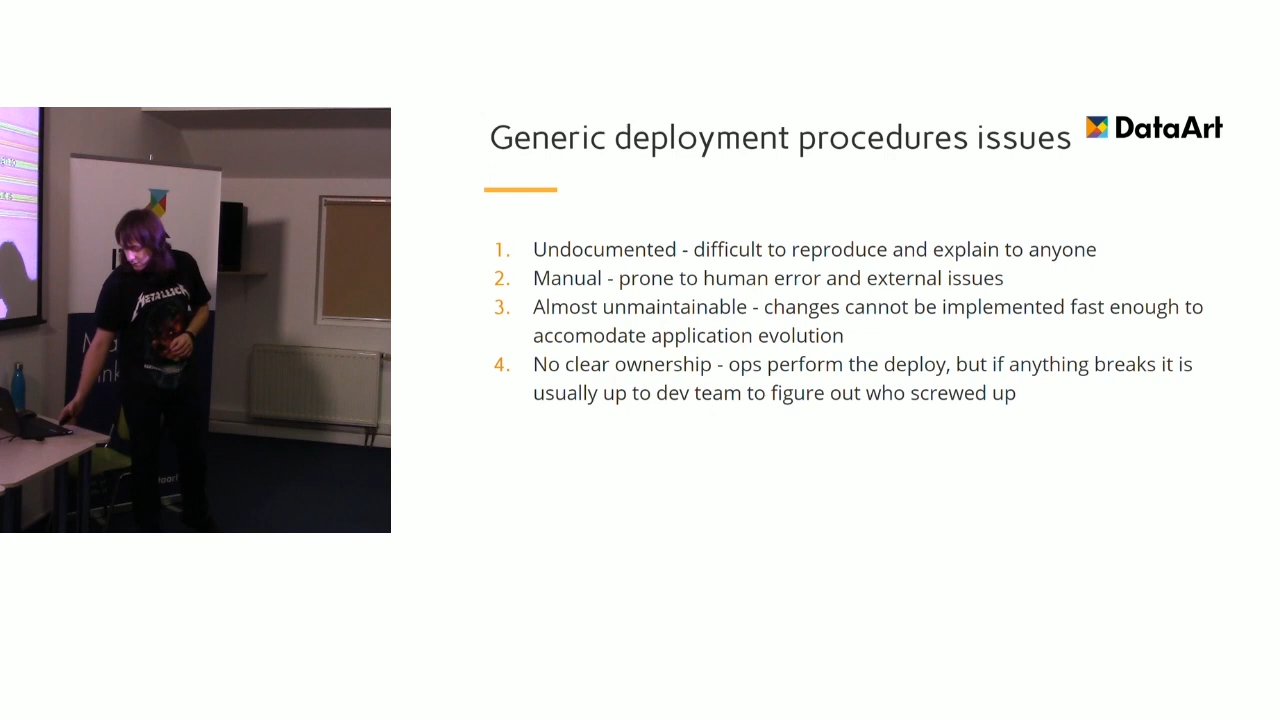 Generic deployment procedures issues
DataArt
1. Undocumented - difficult to reproduce and explain to anyone
2. Manual - prone to human error and external issues
3. Almost unmaintainable - changes cannot be implemented fast enough to
accomodate application evolution
4. No clear ownership - ops perform the deploy, but if anything breaks it is
usually up to dev team to figure out who screwed up
METALLICA